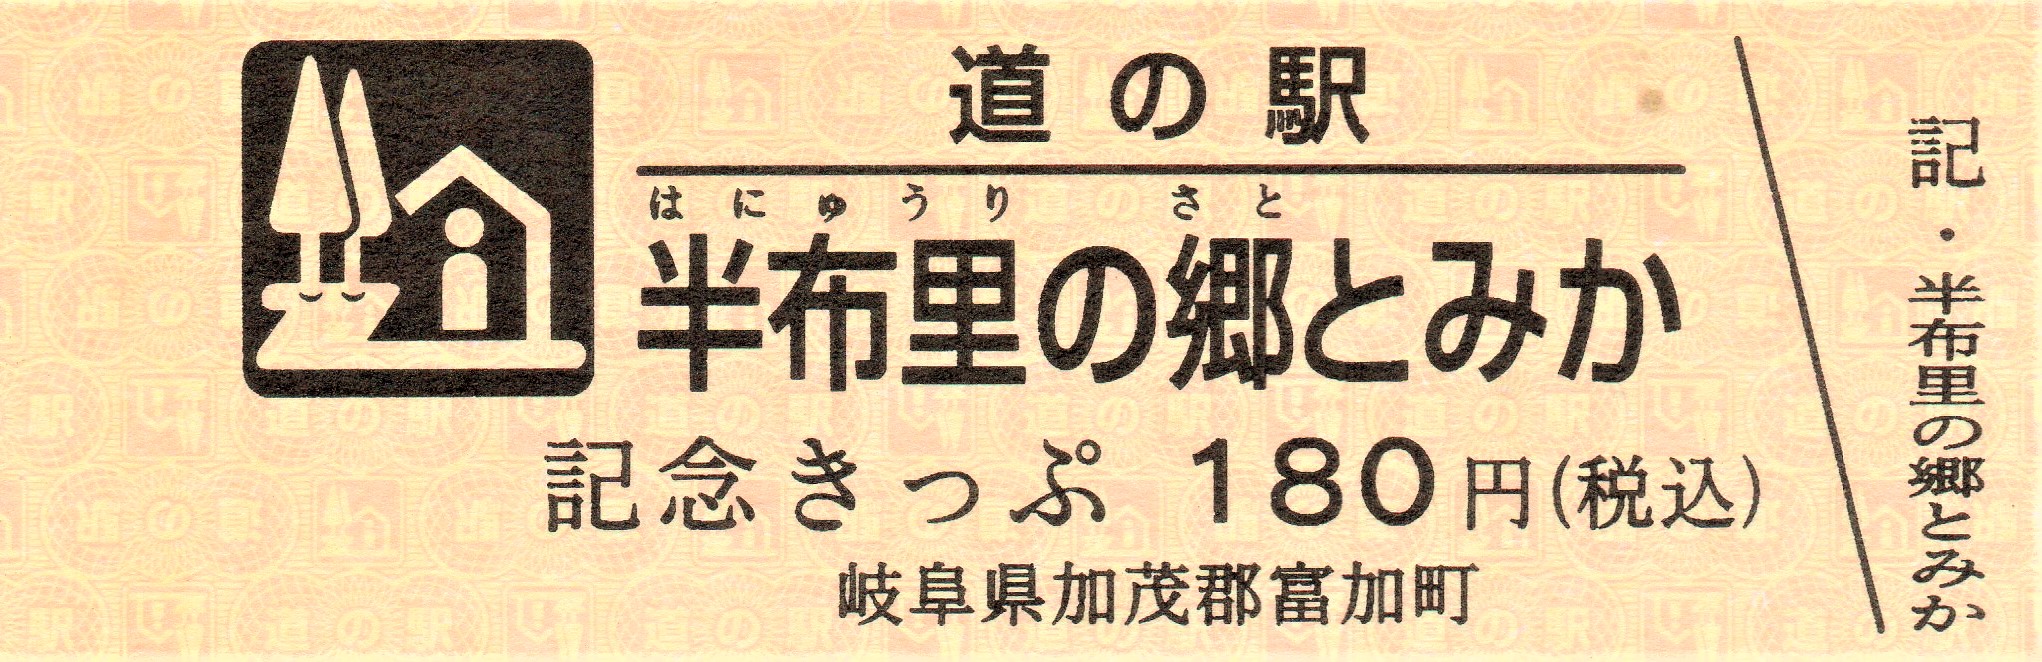 道の駅
はにゅうり さと
半布里の郷とみか
記念きっぷ 180円(税込)
岐阜県加茂郡富加町
記・半布里の郷とみか